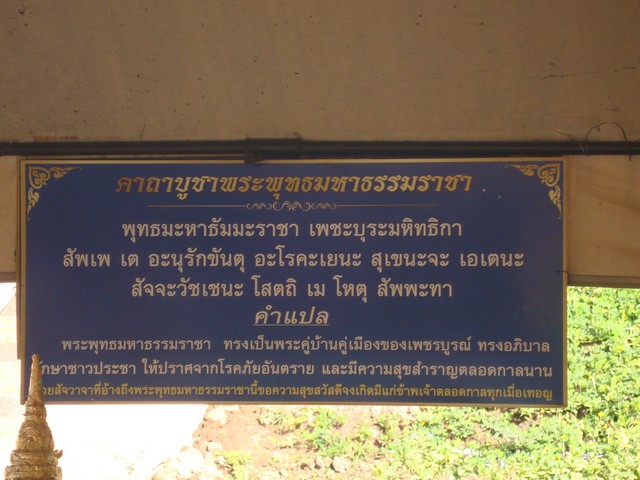 คาถาบูชาพระพุทธมหาธรรมราชา
พุทธมะหาธัมมะราชา เพชะบุระมหิทธิกา
สัพเพ เต อะนุรักขันตุ อะโรคะเยนะ สุเขนะจะ เอเตนะ
สัจจะวัชเชนะ โสตถิ เม โหตุ สัพพะทา
คำแปล
พระพุทธมหาธรรมราชา ทรงเป็นพระคู่บ้านคู่เมืองของเพชรบูรณ์ ทรงอภิบาล
รักษาชาวประชา ให้ปราศจากโรคภัยอันตราย และมีความสุขสำราญตลอดกาลนาน
ด้วยสัจวาจาที่อ้างถึงพระพุทธมหาธรรมราชานี้ขอความสุขสวัสดีจงเกิดมีแก่ข้าพเจ้าตลอดกาลทุกเมื่อเทอญ